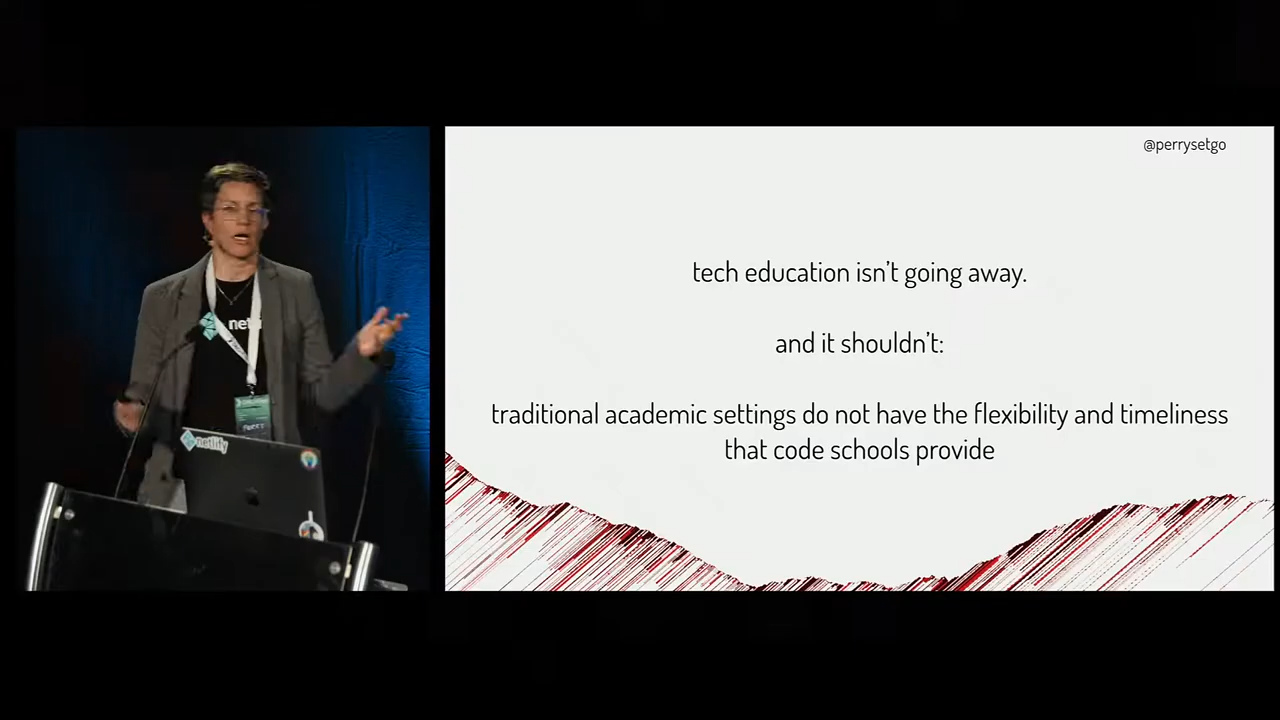 @perrysetgo
tech education isn't going away.
and it shouldn't:
traditional academic settings do not have the flexibility and timeliness
that code schools provide
netlify